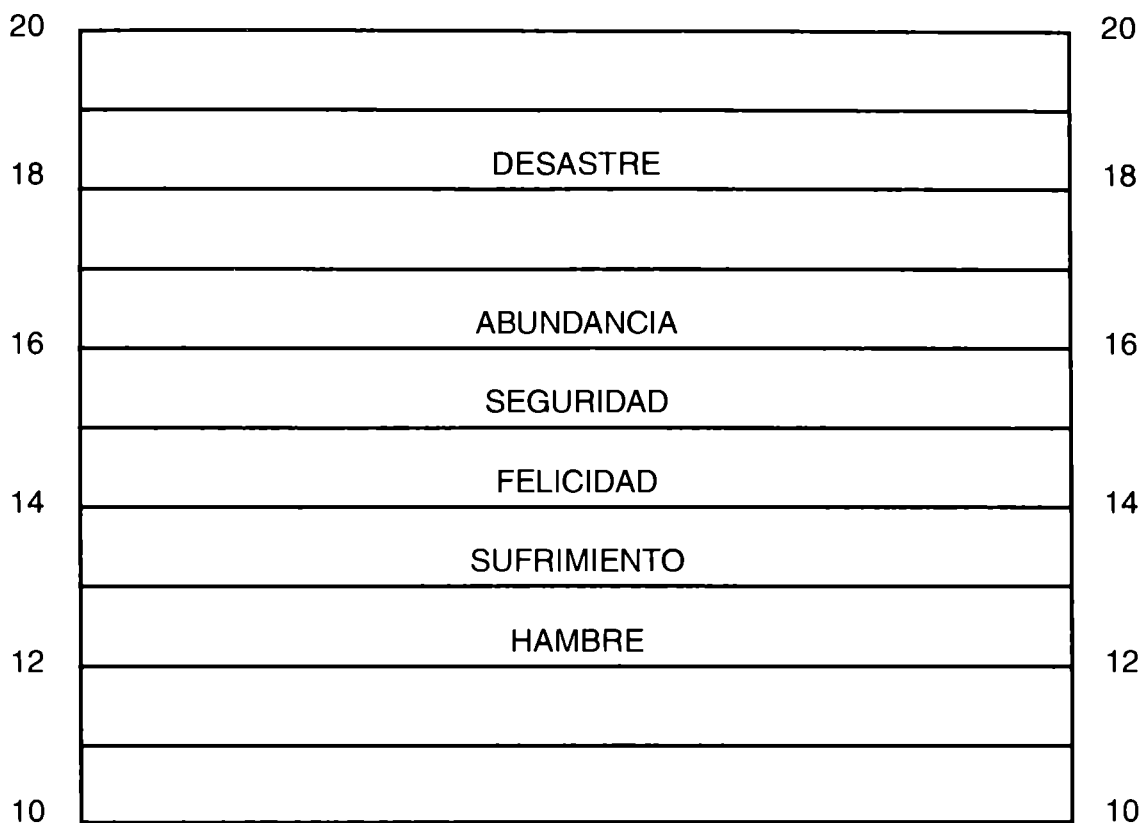 20 20
DESASTRE
18 18
ABUNDANCIA
16 16
SEGURIDAD
FELICIDAD
14 14
SUFRIMIENTO
HAMBRE
12 12
10 10